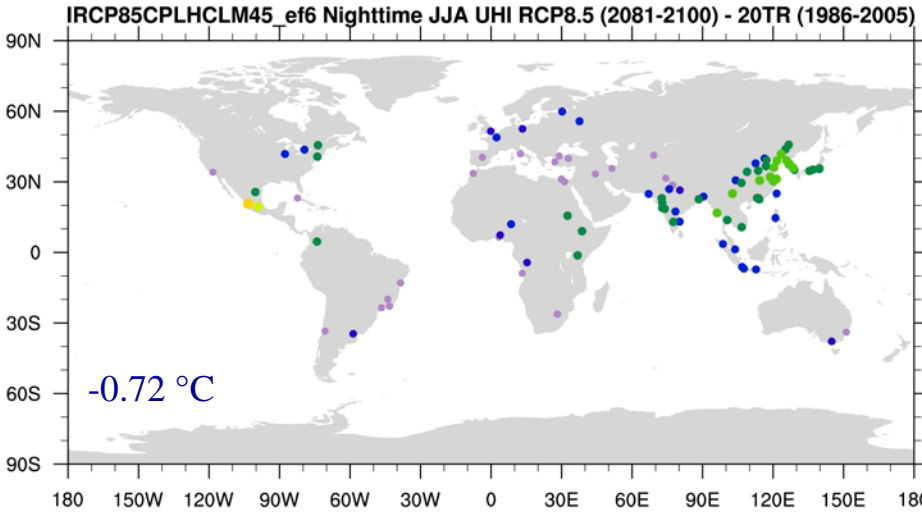 IRCP85CPLHCLM45_ef6 Nighttime JJA UHI RCP8.5 (2081-2100) - 20TR (1986-2005)
90N
60N
30N
0
30S
60S
90S
-0.72 °C
180 150W 120W 90W 60W 30W 0 30E 60E 90E 120E 150E 180